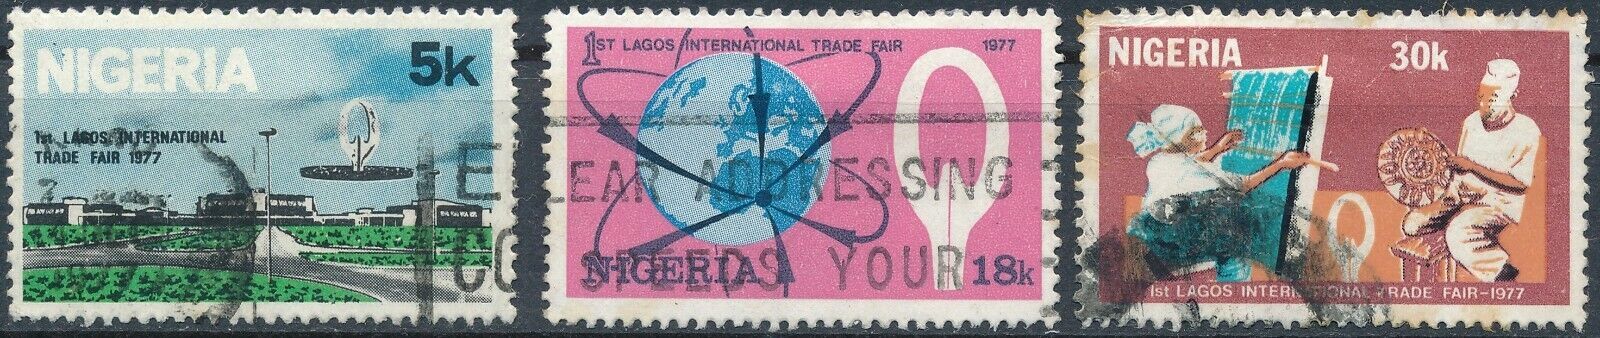 NIGERIA 5k
1st LAGOS INTERNATIONAL
TRADE FAIR 1977
1ST LAGOS INTERNATIONAL TRADE FAIR 1977
EAR ADDRESSING
YOUR
NIGERIA 18k
NIGERIA 30k
1st LAGOS INTERNATIONAL TRADE FAIR-1977